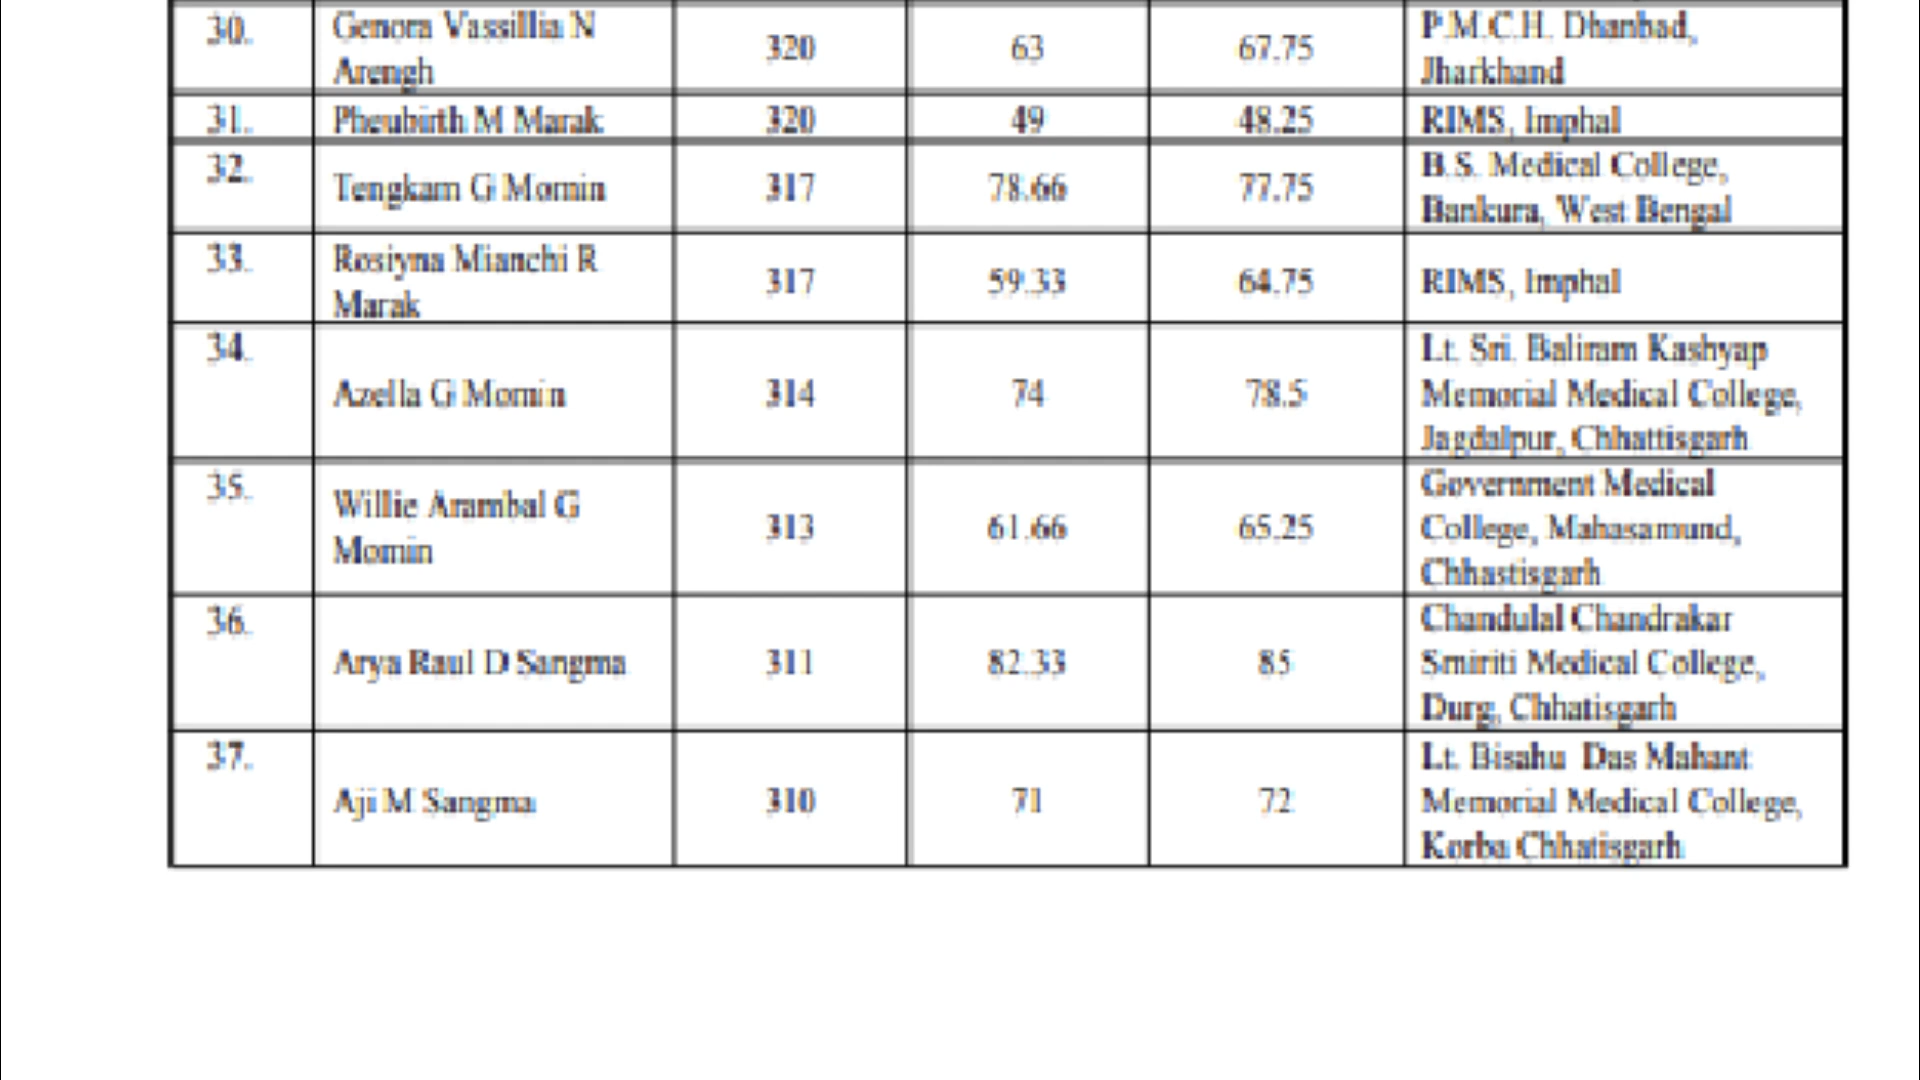 30. Genora Vassillia N Arengh 320 63 67.75 P.M.C.H. Dhanbad, Jharkhand
31. Pheubirth M Marak 320 49 48.25 RIMS, Imphal
32. Tengkam G Momin 317 78.66 77.75 B.S. Medical College, Bankura, West Bengal
33. Rosiyna Mianchi R Marak 317 59.33 64.75 RIMS, Imphal
34. Azella G Momin 314 74 78.5 Lt. Sri. Baliram Kashyap Memorial Medical College, Jagdalpur, Chhattisgarh
35. Willie Arambal G Momin 313 61.66 65.25 Government Medical College, Mahasamund, Chhastisgarh
36. Arya Raul D Sangma 311 82.33 85 Chandulal Chandrakar Smiriti Medical College, Durg, Chhatisgarh
37. Aji M Sangma 310 71 72 Lt. Bisahu Das Mahant Memorial Medical College, Korba Chhatisgarh